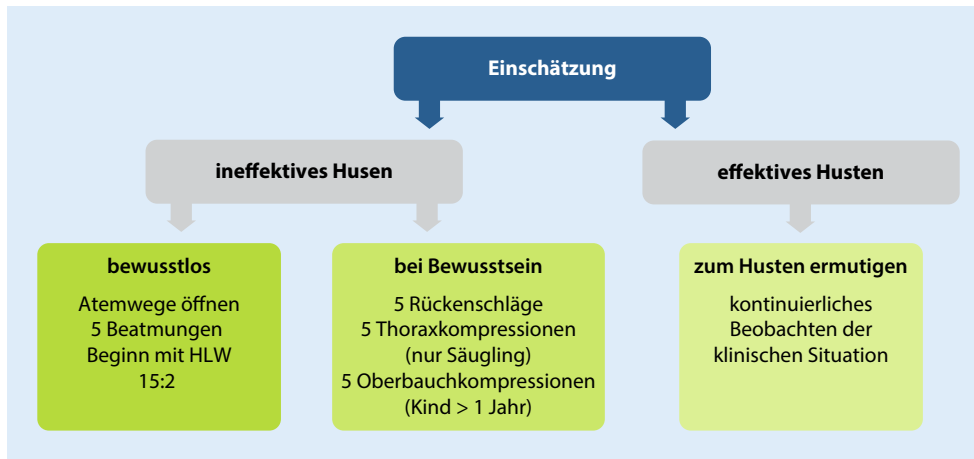 Einschätzung
ineffektives Husen
effektives Husten
bewusstlos
Atemwege öffnen
5 Beatmungen
Beginn mit HLW
15:2
bei Bewusstsein
5 Rückenschläge
5 Thoraxkompressionen
(nur Säugling)
5 Oberbauchkompressionen
(Kind > 1 Jahr)
zum Husten ermutigen
kontinuierliches
Beobachten der
klinischen Situation